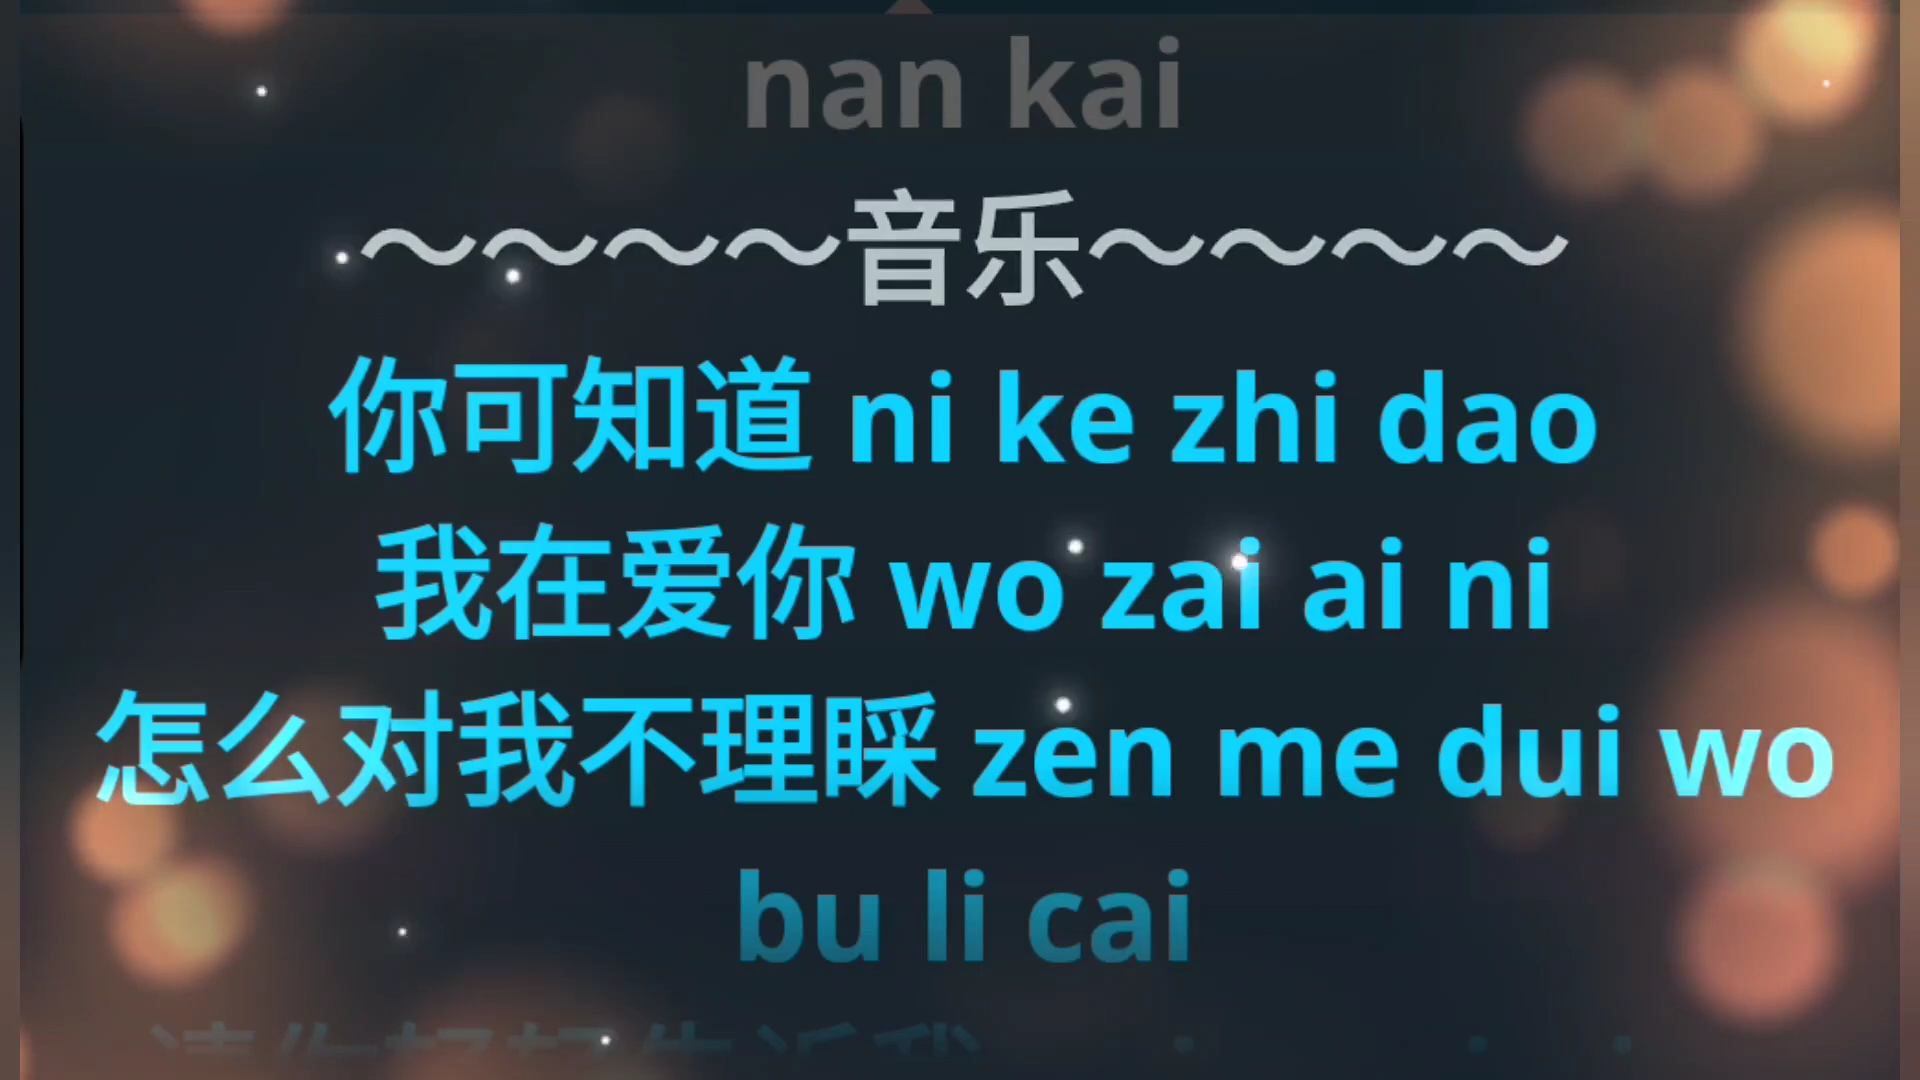 nan kai
～～～～音乐～～～～
你可知道 ni ke zhi dao
我在爱你 wo zai ai ni
怎么对我不理睬 zen me dui wo
bu li cai